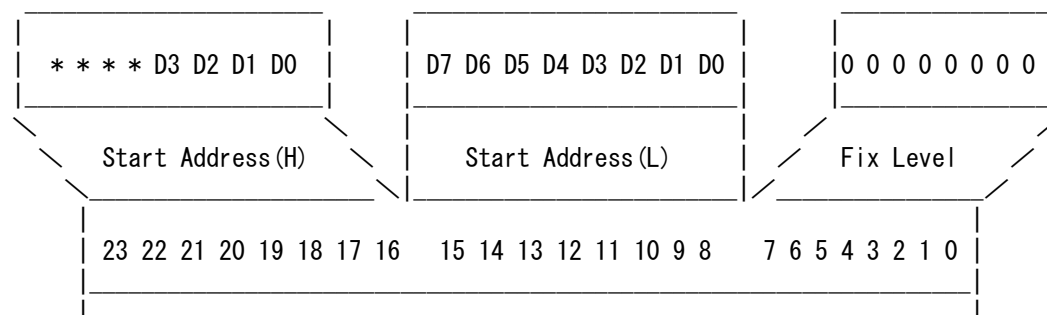 * * * * D3 D2 D1 D0 D7 D6 D5 D4 D3 D2 D1 D0 0 0 0 0 0 0 0 0
Start Address(H) Start Address(L) Fix Level
23 22 21 20 19 18 17 16 15 14 13 12 11 10 9 8 7 6 5 4 3 2 1 0